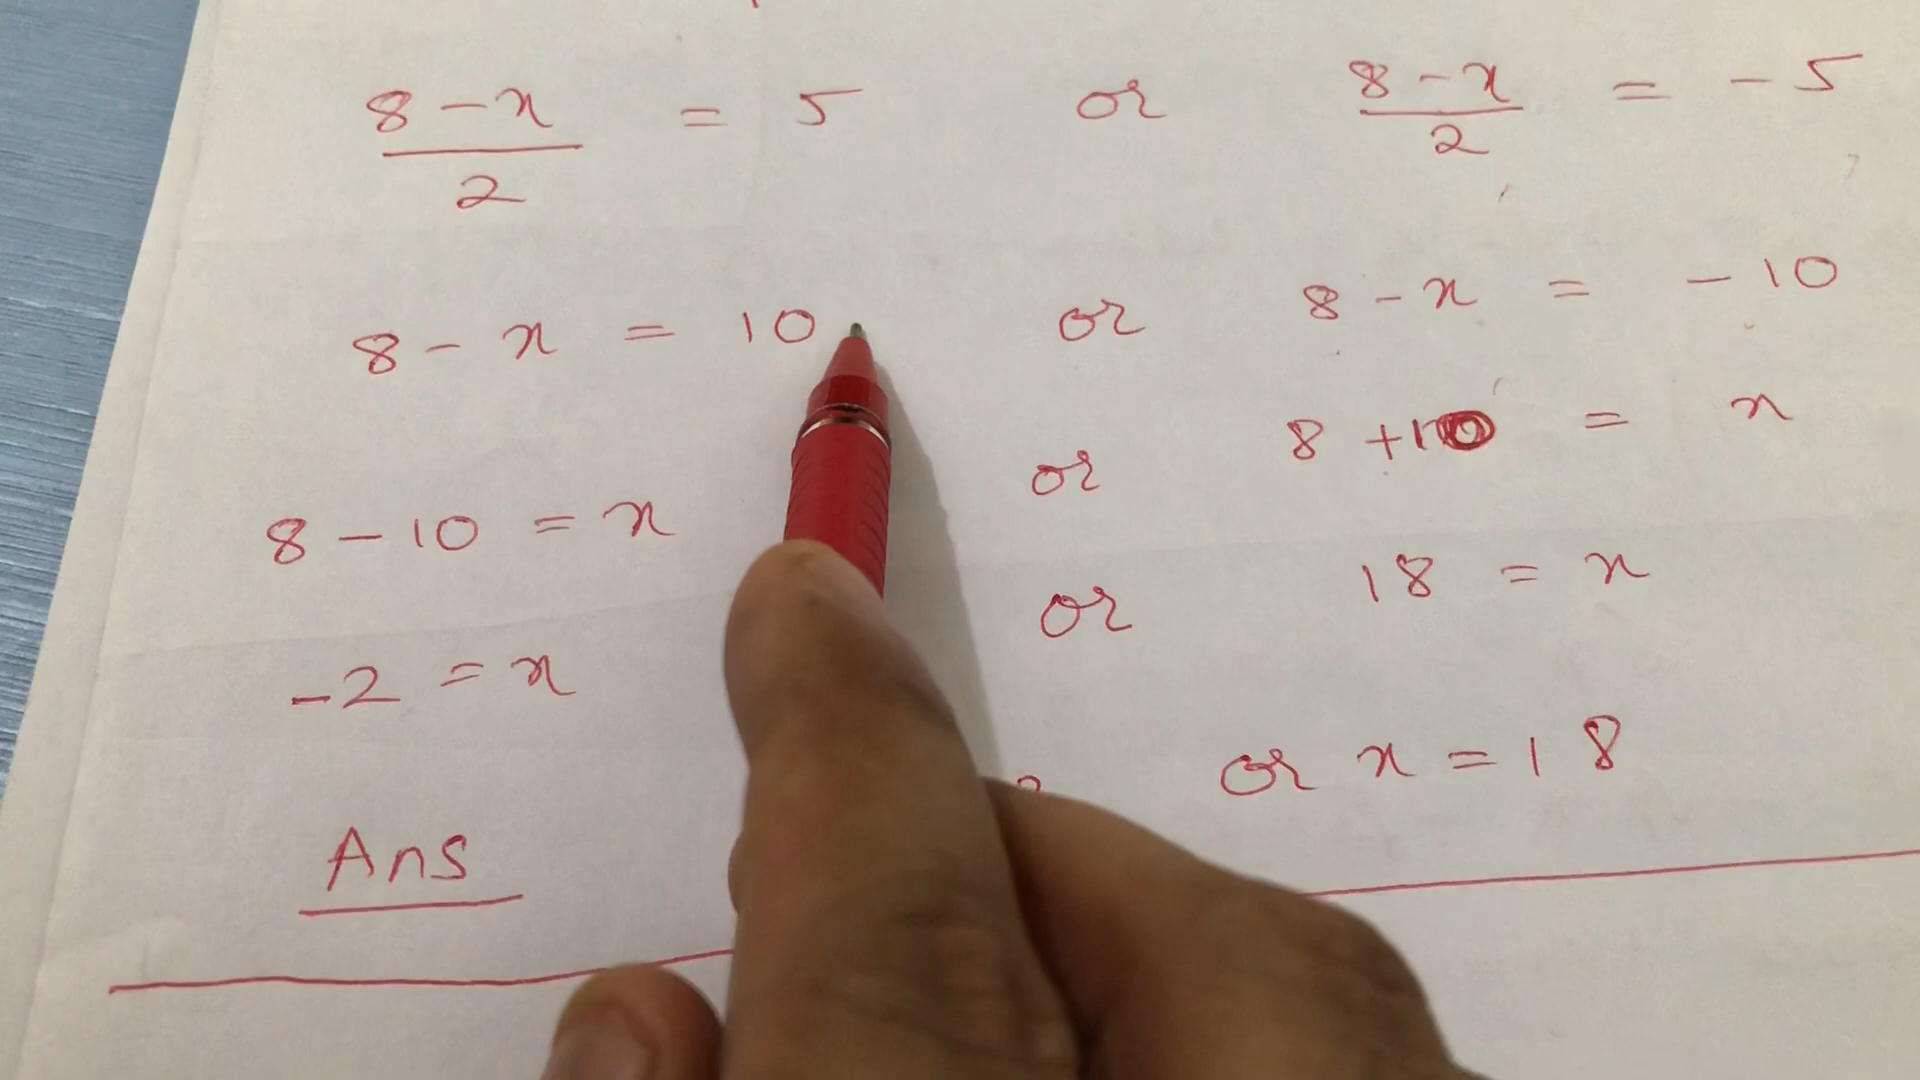 8 - x / 2 = 5 or 8 - x / 2 = - 5
8 - x = 10 or 8 - x = - 10
8 - 10 = x or 8 + 10 = x
-2 = x or 18 = x
Ans or x = 18